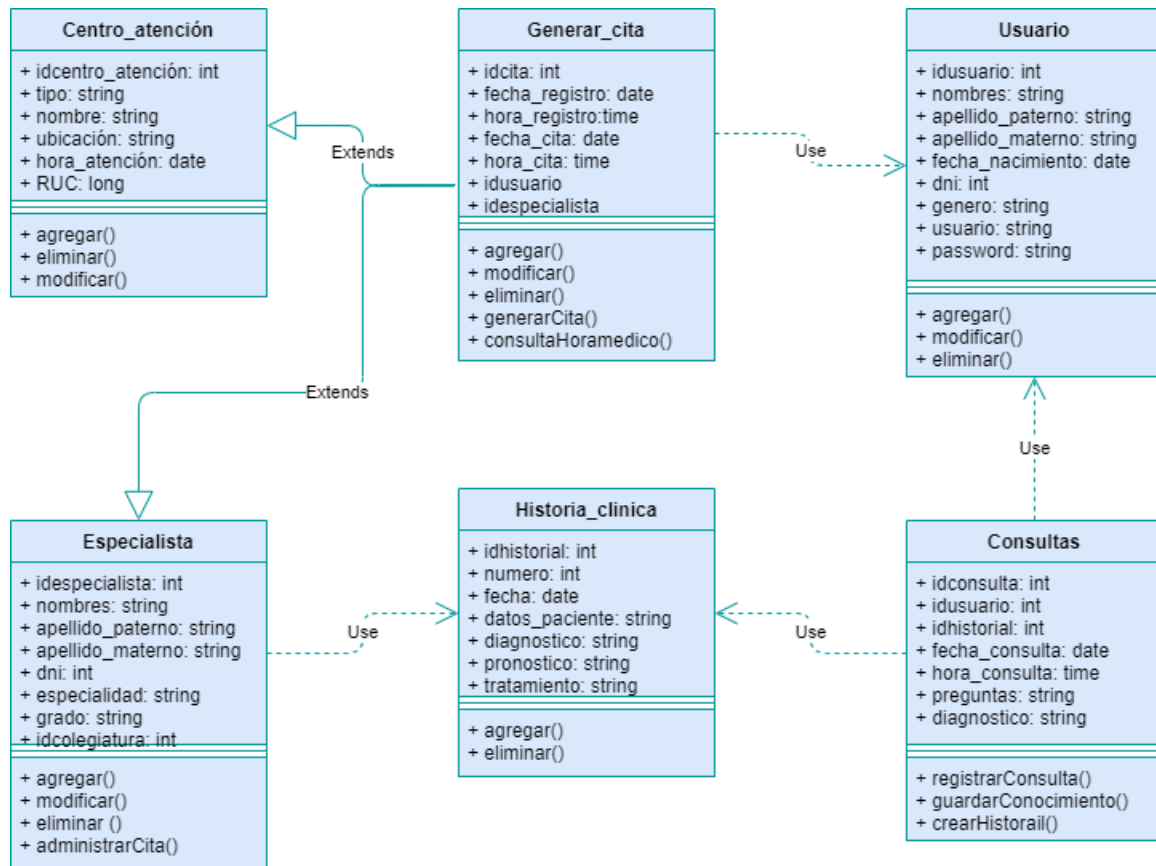 Centro_atención
+ idcentro_atención: int
+ tipo: string
+ nombre: string
+ ubicación: string
+ hora_atención: date
+ RUC: long
+ agregar()
+ eliminar()
+ modificar()
Extends
Generar_cita
+ idcita: int
+ fecha_registro: date
+ hora_registro:time
+ fecha_cita: date
+ hora_cita: time
+ idusuario
+ idespecialista
+ agregar()
+ modificar()
+ eliminar()
+ generarCita()
+ consultaHoramedico()
Use
Usuario
+ idusuario: int
+ nombres: string
+ apellido_paterno: string
+ apellido_materno: string
+ fecha_nacimiento: date
+ dni: int
+ genero: string
+ usuario: string
+ password: string
+ agregar()
+ modificar()
+ eliminar()
Extends
Use
Especialista
+ idespecialista: int
+ nombres: string
+ apellido_paterno: string
+ apellido_materno: string
+ dni: int
+ especialidad: string
+ grado: string
+ idcolegiatura: int
+ agregar()
+ modificar()
+ eliminar ()
+ administrarCita()
Use
Historia_clinica
+ idhistorial: int
+ numero: int
+ fecha: date
+ datos_paciente: string
+ diagnostico: string
+ pronostico: string
+ tratamiento: string
+ agregar()
+ eliminar()
Use
Consultas
+ idconsulta: int
+ idusuario: int
+ idhistorial: int
+ fecha_consulta: date
+ hora_consulta: time
+ preguntas: string
+ diagnostico: string
+ registrarConsulta()
+ guardarConocimiento()
+ crearHistorail()